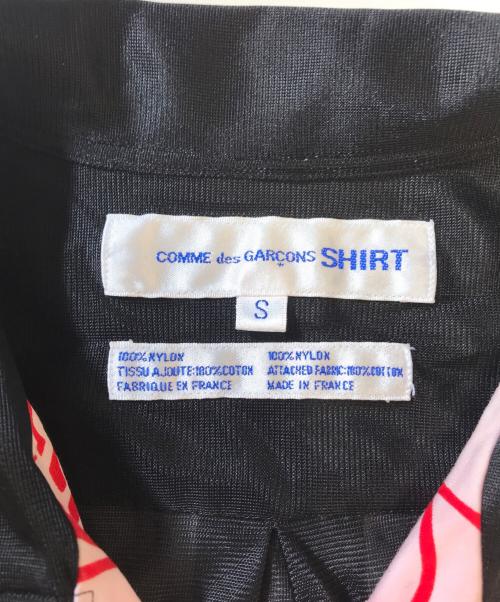 COMME des GARÇONS SHIRT
S
100% NYLON
TISSU AJOUTE:100%COTON
FABRIQUE EN FRANCE
100% NYLON
ATTACHED FABRIC:100%COTTON
MADE IN FRANCE